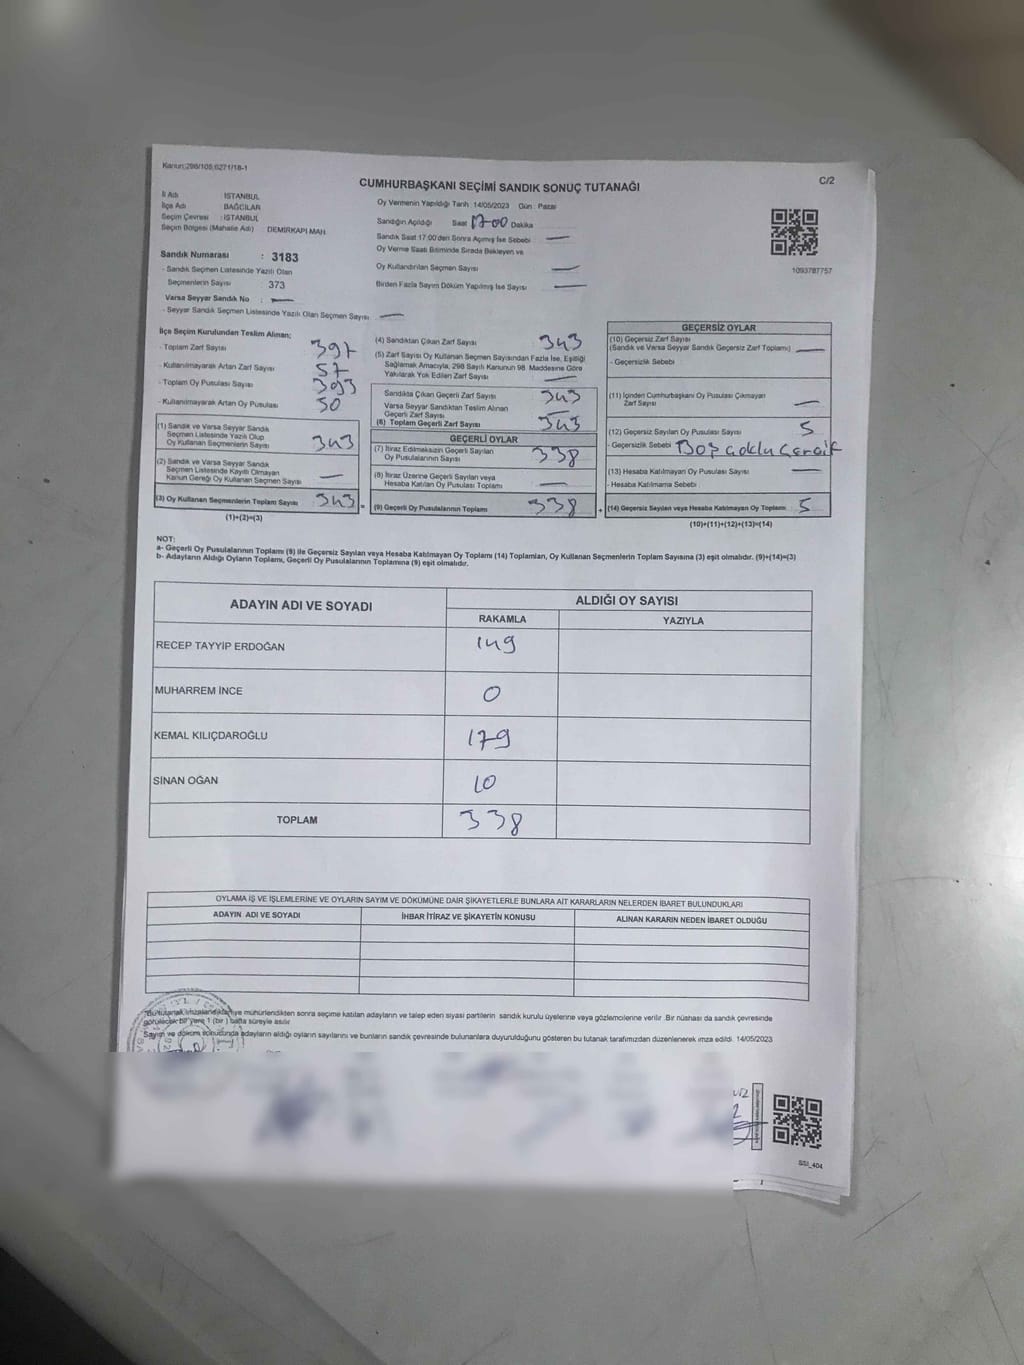 Kanun:298/105;6271/18-1
C/2
CUMHURBAŞKANI SEÇİMİ SANDIK SONUÇ TUTANAĞI
İl Adı : İSTANBUL
İlçe Adı : BAĞCILAR
Seçim Çevresi : İSTANBUL
Seçim Bölgesi (Mahalle Adı) DEMİRKAPI MAH
Sandık Numarası : 3183
- Sandık Seçmen Listesinde Yazılı Olan
Seçmenlerin Sayısı 373
Varsa Seyyar Sandık No : —
- Seyyar Sandık Seçmen Listesinde Yazılı Olan Seçmen Sayısı —
Oy Vermenin Yapıldığı Tarih :14/05/2023 Gün : Pazar
Sandığın Açıldığı Saat 17:00 Dakika
Sandık Saat 17:00'den Sonra Açılmış İse Sebebi —
Oy Verme Saati Bitiminde Sırada Bekleyen ve
Oy Kullandırılan Seçmen Sayısı —
Birden Fazla Sayım Döküm Yapılmış İse Sayısı —
1093787757
İlçe Seçim Kurulundan Teslim Alınan;
- Toplam Zarf Sayısı 397
- Kullanılmayarak Artan Zarf Sayısı 57
- Toplam Oy Pusulası Sayısı 393
- Kullanılmayarak Artan Oy Pusulası 50
(1) Sandık ve Varsa Seyyar Sandık
Seçmen Listesinde Yazılı Olup
Oy Kullanan Seçmenlerin Sayısı 343
(2) Sandık ve Varsa Seyyar Sandık
Seçmen Listesinde Kayıtlı Olmayan
Kanun Gereği Oy Kullanan Seçmen Sayısı —
(3) Oy Kullanan Seçmenlerin Toplam Sayısı 343 =
(1)+(2)=(3)
(4) Sandıktan Çıkan Zarf Sayısı 343
(5) Zarf Sayısı Oy Kullanan Seçmen Sayısından Fazla İse, Eşitliği
Sağlamak Amacıyla, 298 Sayılı Kanunun 98. Maddesine Göre
Yakılarak Yok Edilen Zarf Sayısı —
Sandıkta Çıkan Geçerli Zarf Sayısı 343
Varsa Seyyar Sandıktan Teslim Alınan
Geçerli Zarf Sayısı —
(6) Toplam Geçerli Zarf Sayısı 343
GEÇERLİ OYLAR
(7) İtiraz Edilmeksizin Geçerli Sayılan
Oy Pusulalarının Sayısı 338
(8) İtiraz Üzerine Geçerli Sayılan veya
Hesaba Katılan Oy Pusulası Toplamı —
(9) Geçerli Oy Pusulalarının Toplamı 338 +
GEÇERSİZ OYLAR
(10) Geçersiz Zarf Sayısı
(Sandık ve Varsa Seyyar Sandık Geçersiz Zarf Toplamı) —
- Geçersizlik Sebebi
(11) İçinden Cumhurbaşkanı Oy Pusulası Çıkmayan
Zarf Sayısı —
(12) Geçersiz Sayılan Oy Pusulası Sayısı 5
- Geçersizlik Sebebi Boş
(13) Hesaba Katılmayan Oy Pusulası Sayısı —
- Hesaba Katılmama Sebebi
(14) Geçersiz Sayılan veya Hesaba Katılmayan Oy Toplamı 5
(10)+(11)+(12)+(13)=(14)
NOT:
a- Geçerli Oy Pusulalarının Toplamı (9) ile Geçersiz Sayılan veya Hesaba Katılmayan Oy Toplamı (14) Toplamları, Oy Kullanan Seçmenlerin Toplam Sayısına (3) eşit olmalıdır. (9)+(14)=(3)
b- Adayların Aldığı Oyların Toplamı, Geçerli Oy Pusulalarının Toplamına (9) eşit olmalıdır.
ADAYIN ADI VE SOYADI ALDIĞI OY SAYISI
RAKAMLA YAZIYLA
RECEP TAYYİP ERDOĞAN 149
MUHARREM İNCE 0
KEMAL KILIÇDAROĞLU 179
SİNAN OĞAN 10
TOPLAM 338
OYLAMA İŞ VE İŞLEMLERİNE VE OYLARIN SAYIM VE DÖKÜMÜNE DAİR ŞİKAYETLERLE BUNLARA AİT KARARLARIN NELERDEN İBARET BULUNDUKLARI
ADAYIN ADI VE SOYADI İHBAR İTİRAZ VE ŞİKAYETİN KONUSU ALINAN KARARIN NEDEN İBARET OLDUĞU
"Bu tutanak imzalandıktan ve mühürlendikten sonra seçime katılan adayların ve talep eden siyasi partilerin sandık kurulu üyelerine veya gözlemcilerine verilir .Bir nüshası da sandık çevresinde
görülecek bir yere 1 (bir ) hafta süreyle asılır
Sayım ve döküm sonucunda adayların aldığı oyların sayılarını ve bunların sandık çevresinde bulunanlara duyurulduğunu gösteren bu tutanak tarafımızdan düzenlenerek imza edildi. 14/05/2023
SSI_404